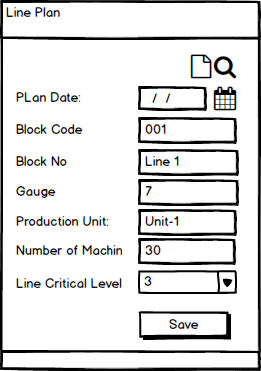 Line Plan
PLan Date: / /
Block Code 001
Block No Line 1
Gauge 7
Production Unit: Unit-1
Number of Machin 30
Line Critical Level 3
Save